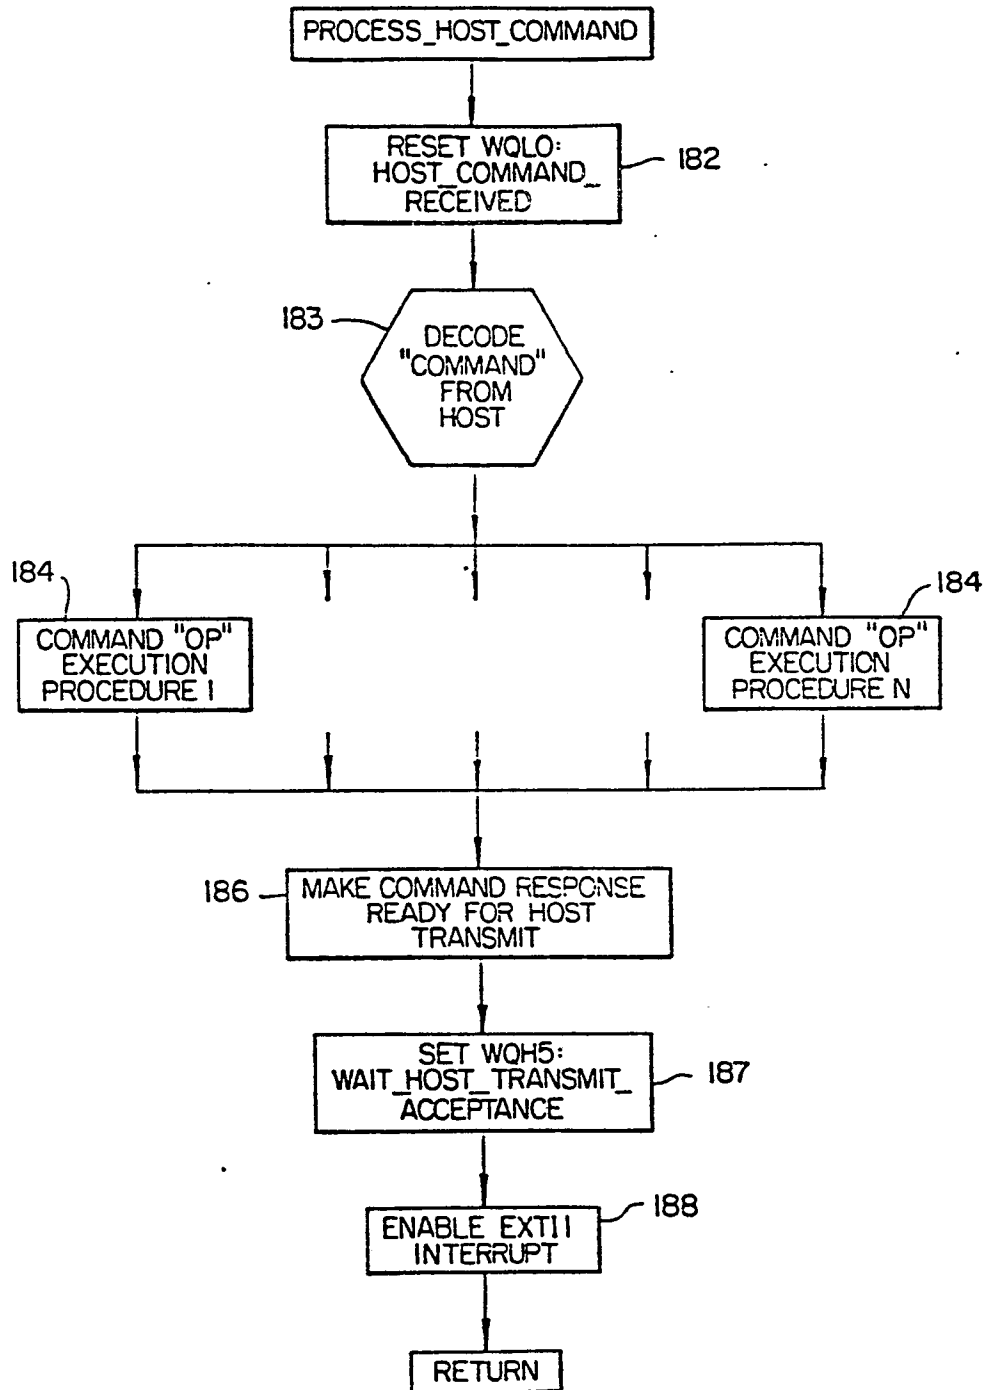 PROCESS_HOST_COMMAND
RESET WQLO:
HOST_COMMAND_
RECEIVED
182
183
DECODE
"COMMAND"
FROM
HOST
184
COMMAND "OP"
EXECUTION
PROCEDURE 1
184
COMMAND "OP"
EXECUTION
PROCEDURE N
186
MAKE COMMAND RESPONSE
READY FOR HOST
TRANSMIT
SET WQH5:
WAIT_HOST_TRANSMIT_
ACCEPTANCE
187
ENABLE EXTI1
INTERRUPT
188
RETURN